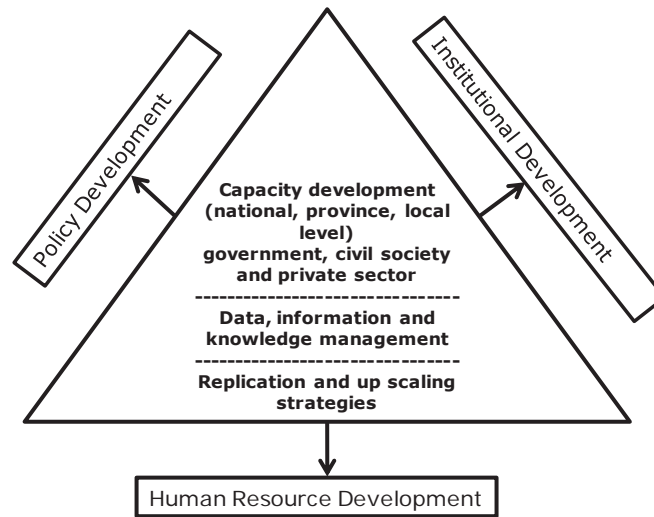 Policy Development
Institutional Development
Capacity development
(national, province, local
level)
government, civil society
and private sector
---------------------------------
Data, information and
knowledge management
---------------------------------
Replication and up scaling
strategies
Human Resource Development